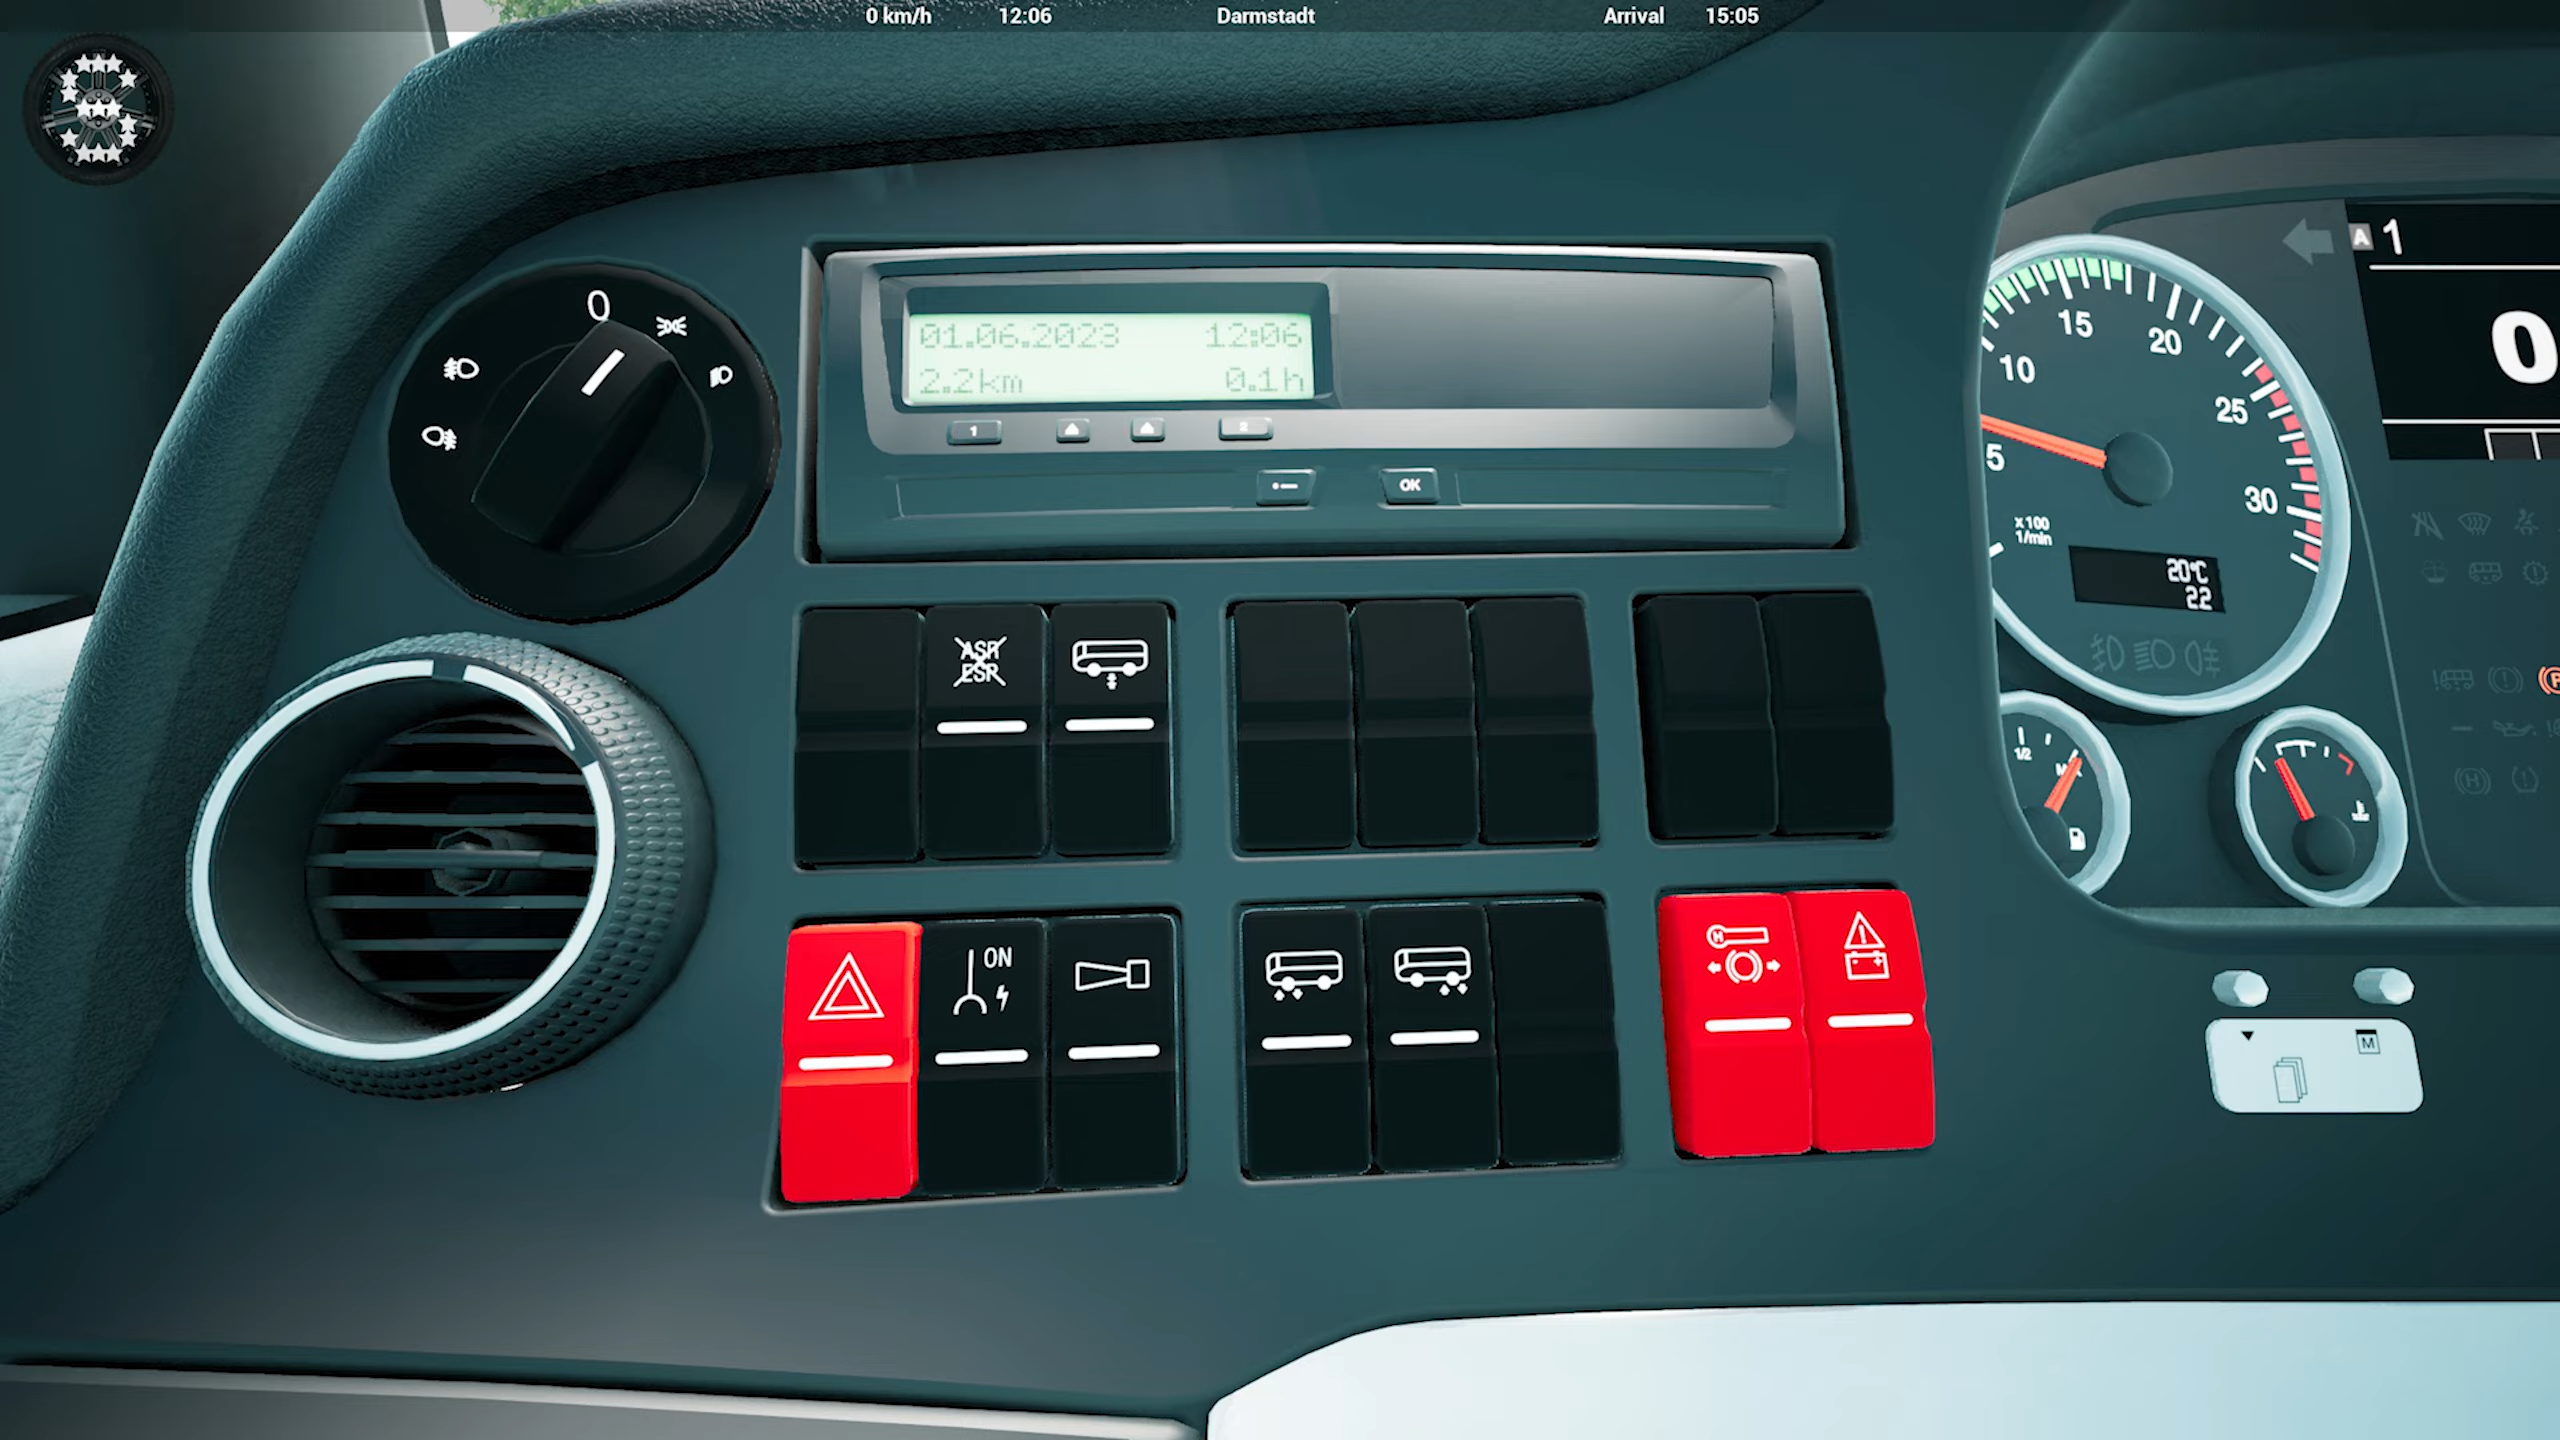 0 km/h 12:06 Darmstadt Arrival 15:05
A 1
0
01.06.2023 12:06
2.2km 0.1h
1 2
OK
0
5 10 15 20 25 30
x100
1/min
20°C
22
1/2
ASR
ESR
ON
H
M